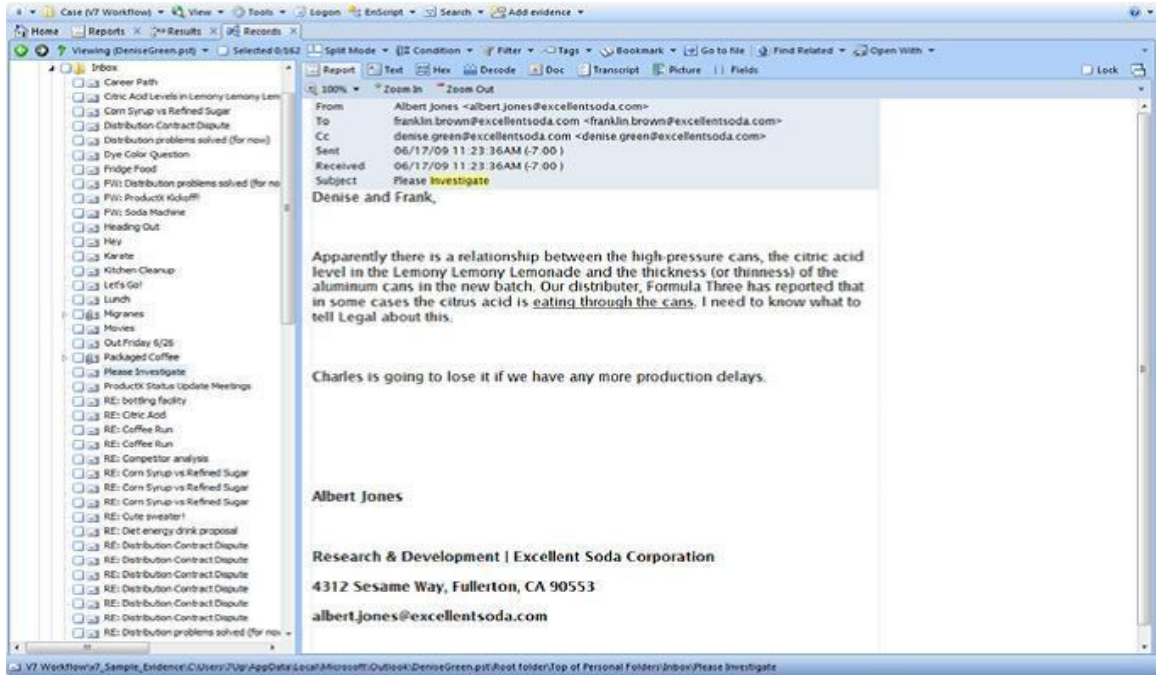 Case (V7 Workflow) View Tools Logon EnScript Search Add evidence
Home Reports Results Records
Viewing (DeniseGreen.pst) Selected 0/162 Split Mode Condition Filter Tags Bookmark Go to file Find Related Open With
Report Text Hex Decode Doc Transcript Picture Fields Lock
100% Zoom In Zoom Out
Inbox
Career Path
Citric Acid Levels in Lemony Lemony Lem
Corn Syrup vs Refined Sugar
Distribution Contract Dispute
Distribution problems solved (for now)
Dye Color Question
Fridge Food
FW: Distribution problems solved (for no
FW: ProductX Kickoff!
FW: Soda Machine
Heading Out
Hey
Karate
Kitchen Cleanup
Let's Go!
Lunch
Migranes
Movies
Out Friday 6/26
Packaged Coffee
Please Investigate
ProductX Status Update Meetings
RE: bottling facility
RE: Citric Acid
RE: Coffee Run
RE: Coffee Run
RE: Competitor analysis
RE: Corn Syrup vs Refined Sugar
RE: Corn Syrup vs Refined Sugar
RE: Corn Syrup vs Refined Sugar
RE: Cute sweater!
RE: Diet energy drink proposal
RE: Distribution Contract Dispute
RE: Distribution Contract Dispute
RE: Distribution Contract Dispute
RE: Distribution Contract Dispute
RE: Distribution Contract Dispute
RE: Distribution Contract Dispute
RE: Distribution problems solved (for nov
From Albert Jones <albert.jones@excellentsoda.com>
To franklin.brown@excellentsoda.com <franklin.brown@excellentsoda.com>
Cc denise.green@excellentsoda.com <denise.green@excellentsoda.com>
Sent 06/17/09 11:23:36AM (-7:00 )
Received 06/17/09 11:23:36AM (-7:00 )
Subject Please Investigate
Denise and Frank,
Apparently there is a relationship between the high-pressure cans, the citric acid
level in the Lemony Lemony Lemonade and the thickness (or thinness) of the
aluminum cans in the new batch. Our distributer, Formula Three has reported that
in some cases the citrus acid is eating through the cans. I need to know what to
tell Legal about this.
Charles is going to lose it if we have any more production delays.
Albert Jones
Research & Development | Excellent Soda Corporation
4312 Sesame Way, Fullerton, CA 90553
albert.jones@excellentsoda.com
V7 Workflow\v7_Sample_Evidence\C\Users\7Up\AppData\Local\Microsoft\Outlook\DeniseGreen.pst\Root folder\Top of Personal Folders\Inbox\Please Investigate